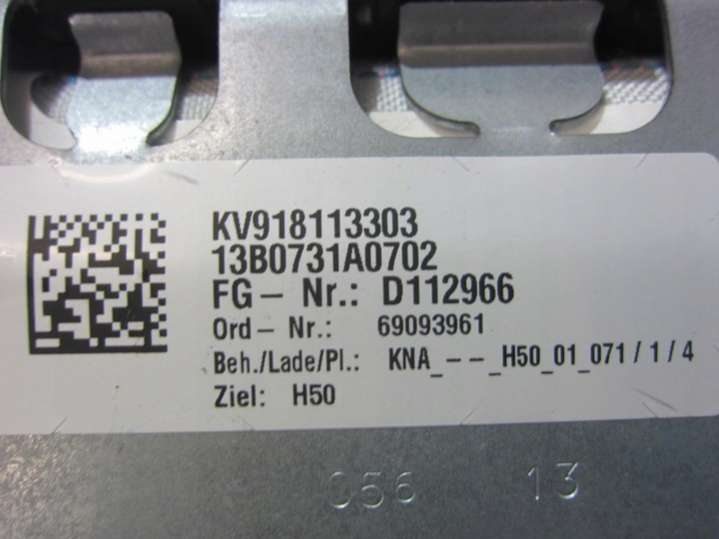 KV918113303
13B0731A0702
FG- Nr.: D112966
Ord- Nr.: 69093961
Beh./Lade/Pl.: KNA_--_H50_01_071/1/4
Ziel: H50
056 13